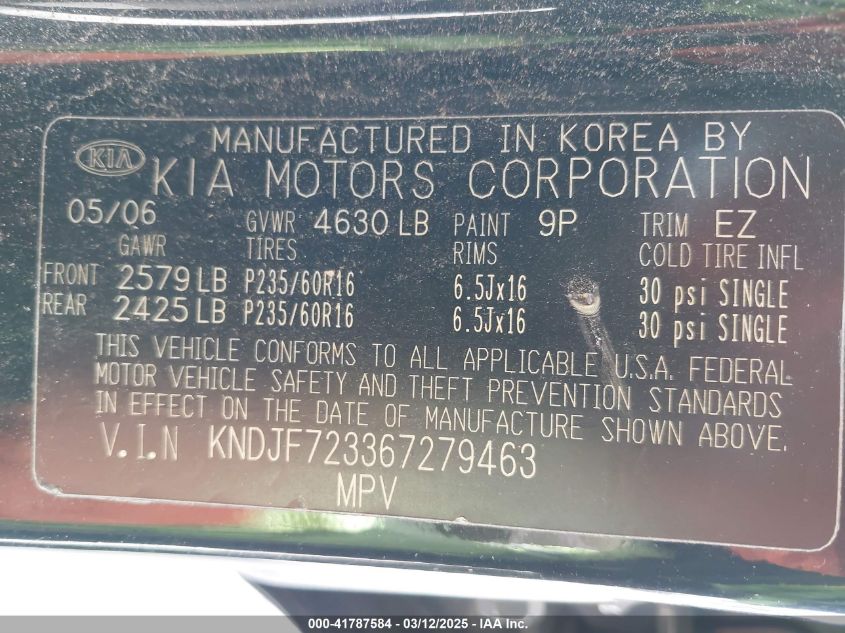 MANUFACTURED IN KOREA BY
KIA KIA MOTORS CORPORATION
05/06 GVWR 4630 LB PAINT 9P TRIM EZ
GAWR TIRES RIMS COLD TIRE INFL
FRONT 2579 LB P235/60R16 6.5Jx16 30 psi SINGLE
REAR 2425 LB P235/60R16 6.5Jx16 30 psi SINGLE
THIS VEHICLE CONFORMS TO ALL APPLICABLE U.S.A. FEDERAL
MOTOR VEHICLE SAFETY AND THEFT PREVENTION STANDARDS
IN EFFECT ON THE DATE OF MANUFACTURE SHOWN ABOVE.
V.I.N KNDJF723367279463
MPV
000-41787584 - 03/12/2025 - IAA Inc.